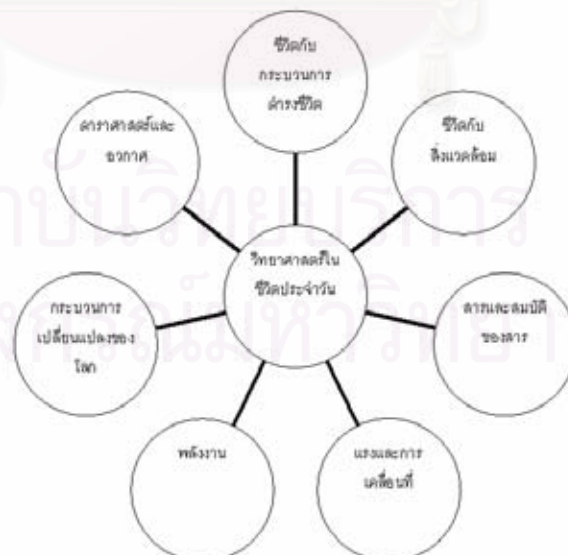 ชีวิตกับ
กระบวนการ
ดำรงชีวิต
ดาราศาสตร์และ
อวกาศ
ชีวิตกับ
สิ่งแวดล้อม
วิทยาศาสตร์ใน
ชีวิตประจำวัน
กระบวนการ
เปลี่ยนแปลงของ
โลก
สารและสมบัติ
ของสาร
พลังงาน
แรงและการ
เคลื่อนที่